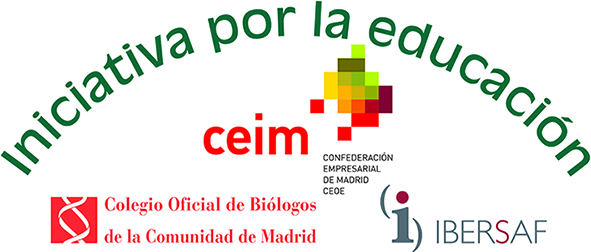 Iniciativa por la educación
ceim
CONFEDERACIÓN
EMPRESARIAL
DE MADRID
CEOE
Colegio Oficial de Biólogos
de la Comunidad de Madrid
(i) IBERSAF